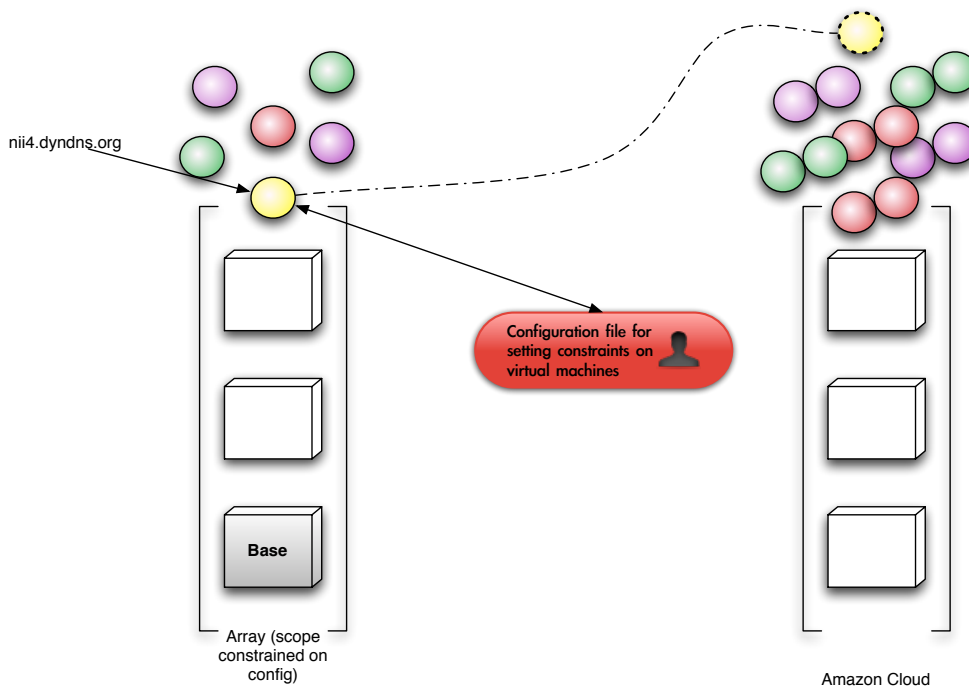 nii4.dyndns.org
Configuration file for
setting constraints on
virtual machines
Base
Array (scope
constrained on
config)
Amazon Cloud